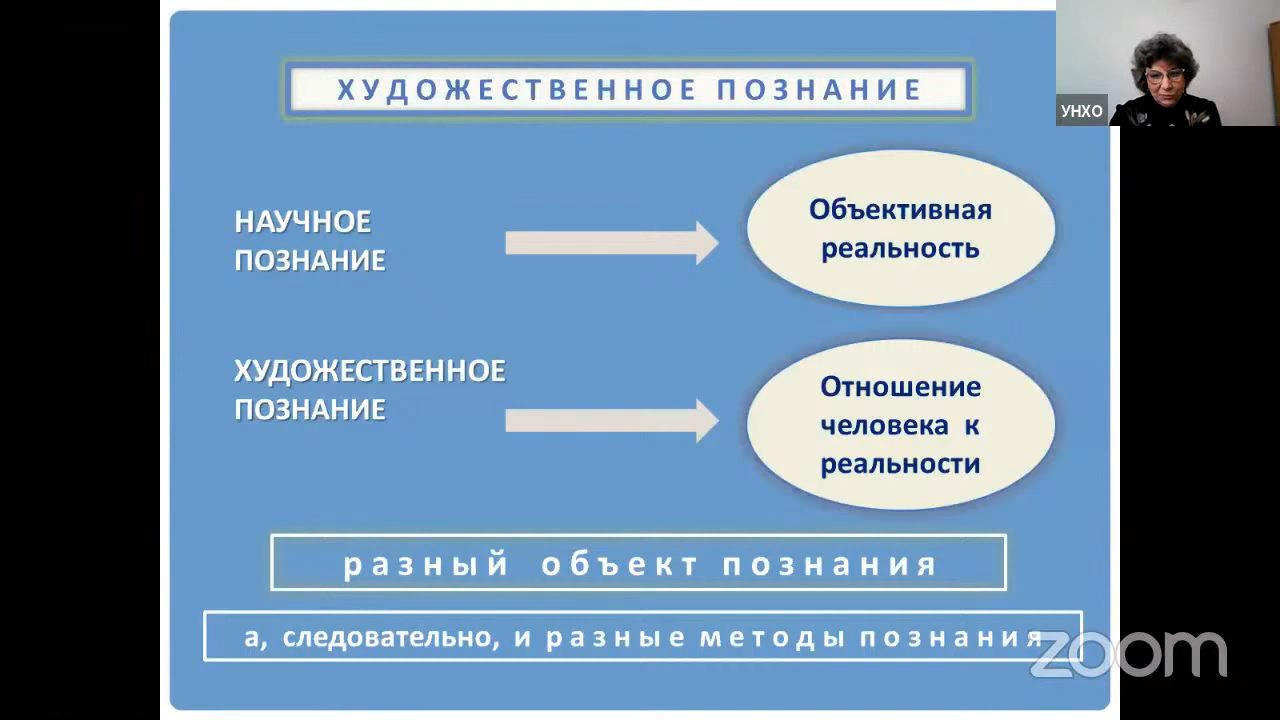 ХУДОЖЕСТВЕННОЕ ПОЗНАНИЕ
УНХО
НАУЧНОЕ
ПОЗНАНИЕ
Объективная
реальность
ХУДОЖЕСТВЕННОЕ
ПОЗНАНИЕ
Отношение
человека к
реальности
разный объект познания
а, следовательно, и разные методы познания
zoom